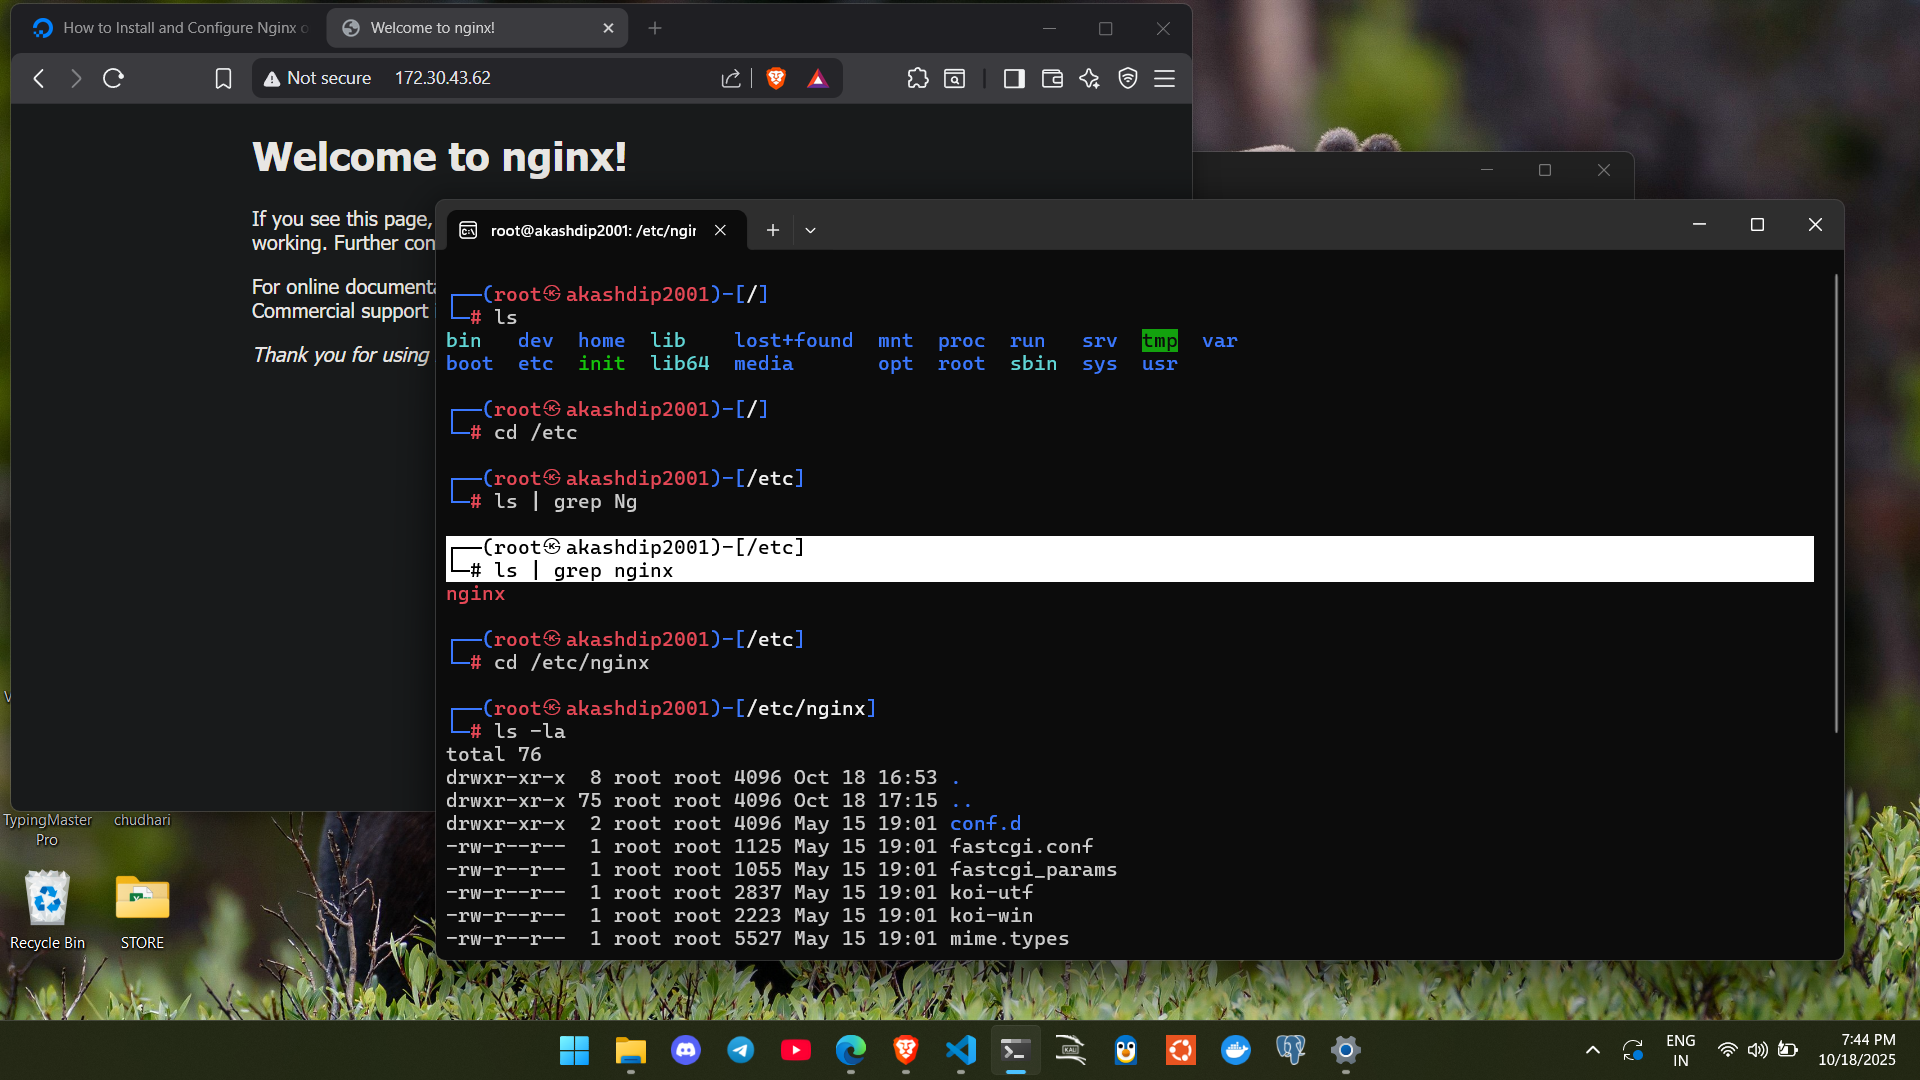 How to Install and Configure Nginx o
Welcome to nginx!
Not secure
172.30.43.62
Welcome to nginx!
If you see this page,
working. Further con
For online documenta
Commercial support i
Thank you for using
root@akashdip2001: /etc/ngin
(root㉿akashdip2001)-[/]
# ls
bin dev home lib lost+found mnt proc run srv tmp var
boot etc init lib64 media opt root sbin sys usr
(root㉿akashdip2001)-[/]
# cd /etc
(root㉿akashdip2001)-[/etc]
# ls | grep Ng
(root㉿akashdip2001)-[/etc]
# ls | grep nginx
nginx
(root㉿akashdip2001)-[/etc]
# cd /etc/nginx
(root㉿akashdip2001)-[/etc/nginx]
# ls -la
total 76
drwxr-xr-x 8 root root 4096 Oct 18 16:53 .
drwxr-xr-x 75 root root 4096 Oct 18 17:15 ..
drwxr-xr-x 2 root root 4096 May 15 19:01 conf.d
-rw-r--r-- 1 root root 1125 May 15 19:01 fastcgi.conf
-rw-r--r-- 1 root root 1055 May 15 19:01 fastcgi_params
-rw-r--r-- 1 root root 2837 May 15 19:01 koi-utf
-rw-r--r-- 1 root root 2223 May 15 19:01 koi-win
-rw-r--r-- 1 root root 5527 May 15 19:01 mime.types
TypingMaster
Pro
chudhari
Recycle Bin
STORE
KALI
ENG
IN
7:44 PM
10/18/2025